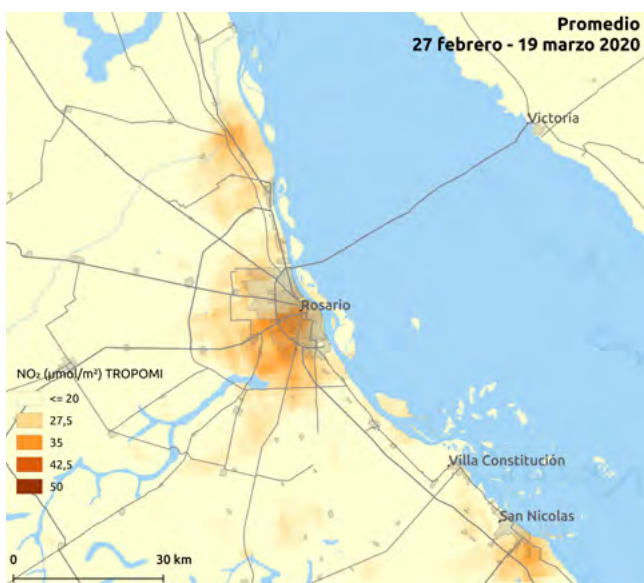 Promedio
27 febrero - 19 marzo 2020
Victoria
Rosario
NO₂ (μmol/m²) TROPOMI
<= 20
27,5
35
42,5
50
Villa Constitución
San Nicolas
0 30 km